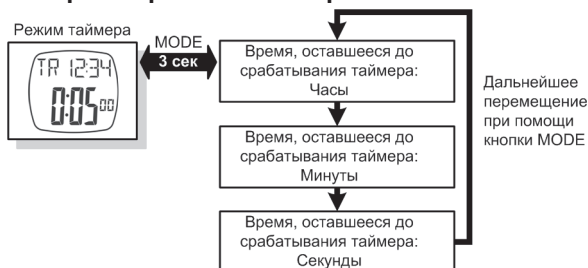 Режим таймера
TR 12:34
0:05 00
MODE
3 сек
Время, оставшееся до
срабатывания таймера:
Часы
Время, оставшееся до
срабатывания таймера:
Минуты
Время, оставшееся до
срабатывания таймера:
Секунды
Дальнейшее
перемещение
при помощи
кнопки MODE